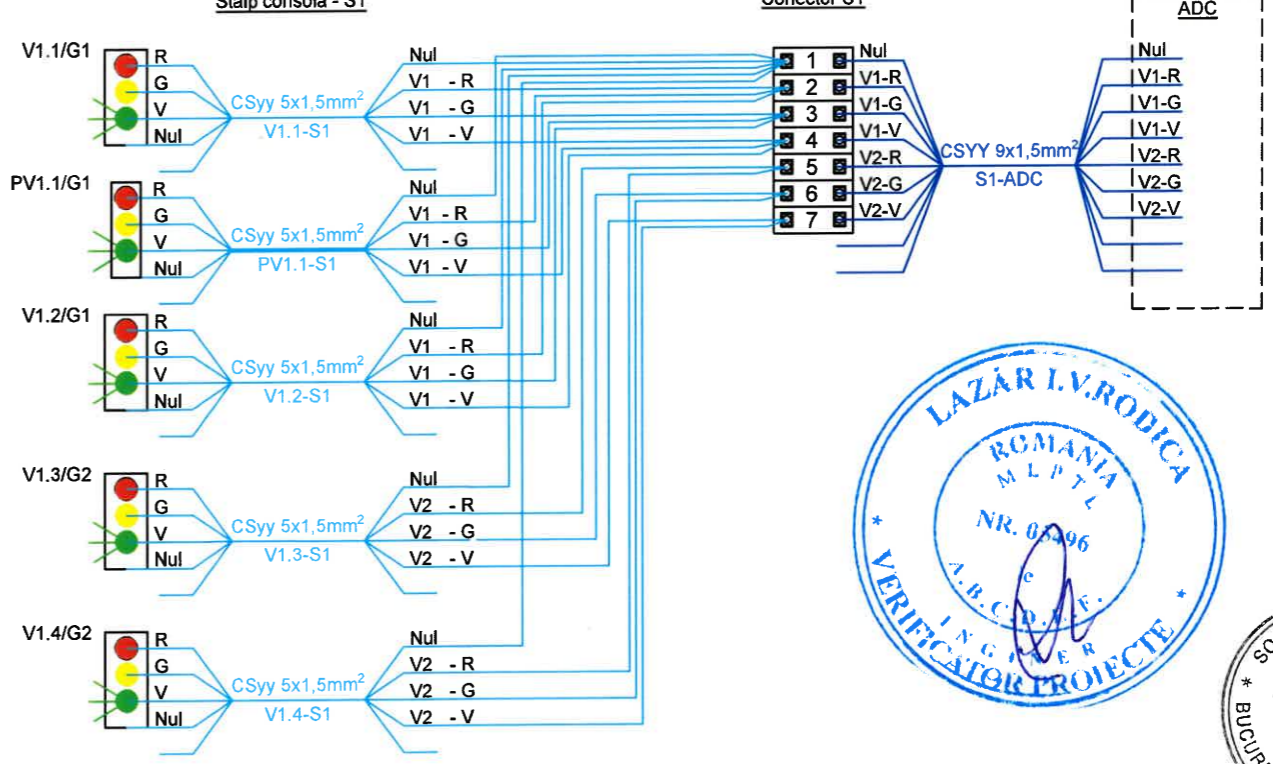 Stalp consola - S1
Conector C1
ADC
V1.1/G1
R
G
V
Nul
CSyy 5x1,5mm²
V1.1-S1
Nul
V1 - R
V1 - G
V1 - V
PV1.1/G1
R
G
V
Nul
CSyy 5x1,5mm²
PV1.1-S1
Nul
V1 - R
V1 - G
V1 - V
V1.2/G1
R
G
V
Nul
CSyy 5x1,5mm²
V1.2-S1
Nul
V1 - R
V1 - G
V1 - V
V1.3/G2
R
G
V
Nul
CSyy 5x1,5mm²
V1.3-S1
Nul
V2 - R
V2 - G
V2 - V
V1.4/G2
R
G
V
Nul
CSyy 5x1,5mm²
V1.4-S1
Nul
V2 - R
V2 - G
V2 - V
1
2
3
4
5
6
7
Nul
V1-R
V1-G
V1-V
V2-R
V2-G
V2-V
CSYY 9x1,5mm²
S1-ADC
Nul
V1-R
V1-G
V1-V
V2-R
V2-G
V2-V
LAZĂR I.V.RODICA
ROMANIA
M L P T L
NR.
INGINER
* VERIFICATOR PROIECTE *